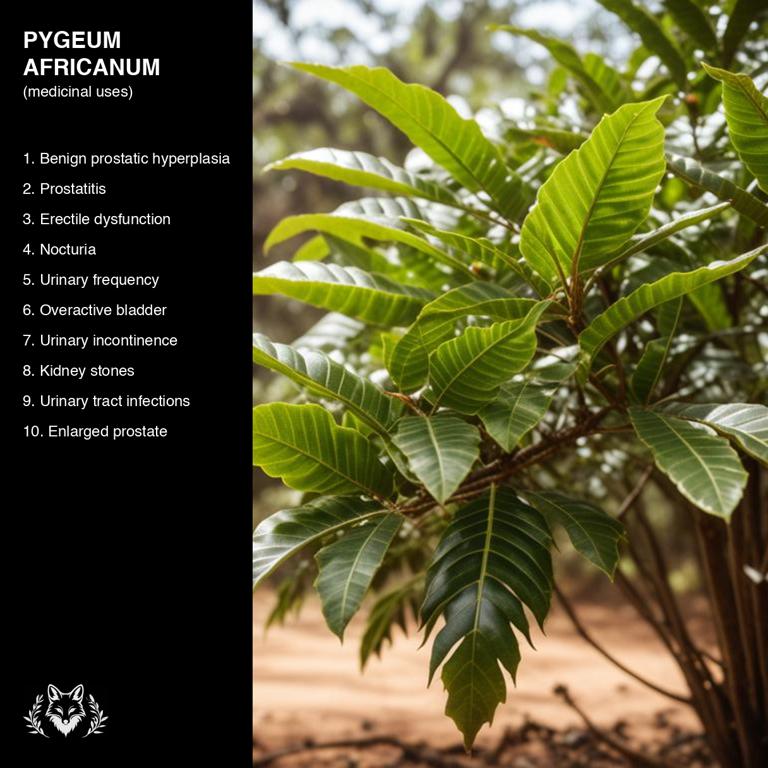 PYGEUM
AFRICANUM
(medicinal uses)
1. Benign prostatic hyperplasia
2. Prostatitis
3. Erectile dysfunction
4. Nocturia
5. Urinary frequency
6. Overactive bladder
7. Urinary incontinence
8. Kidney stones
9. Urinary tract infections
10. Enlarged prostate